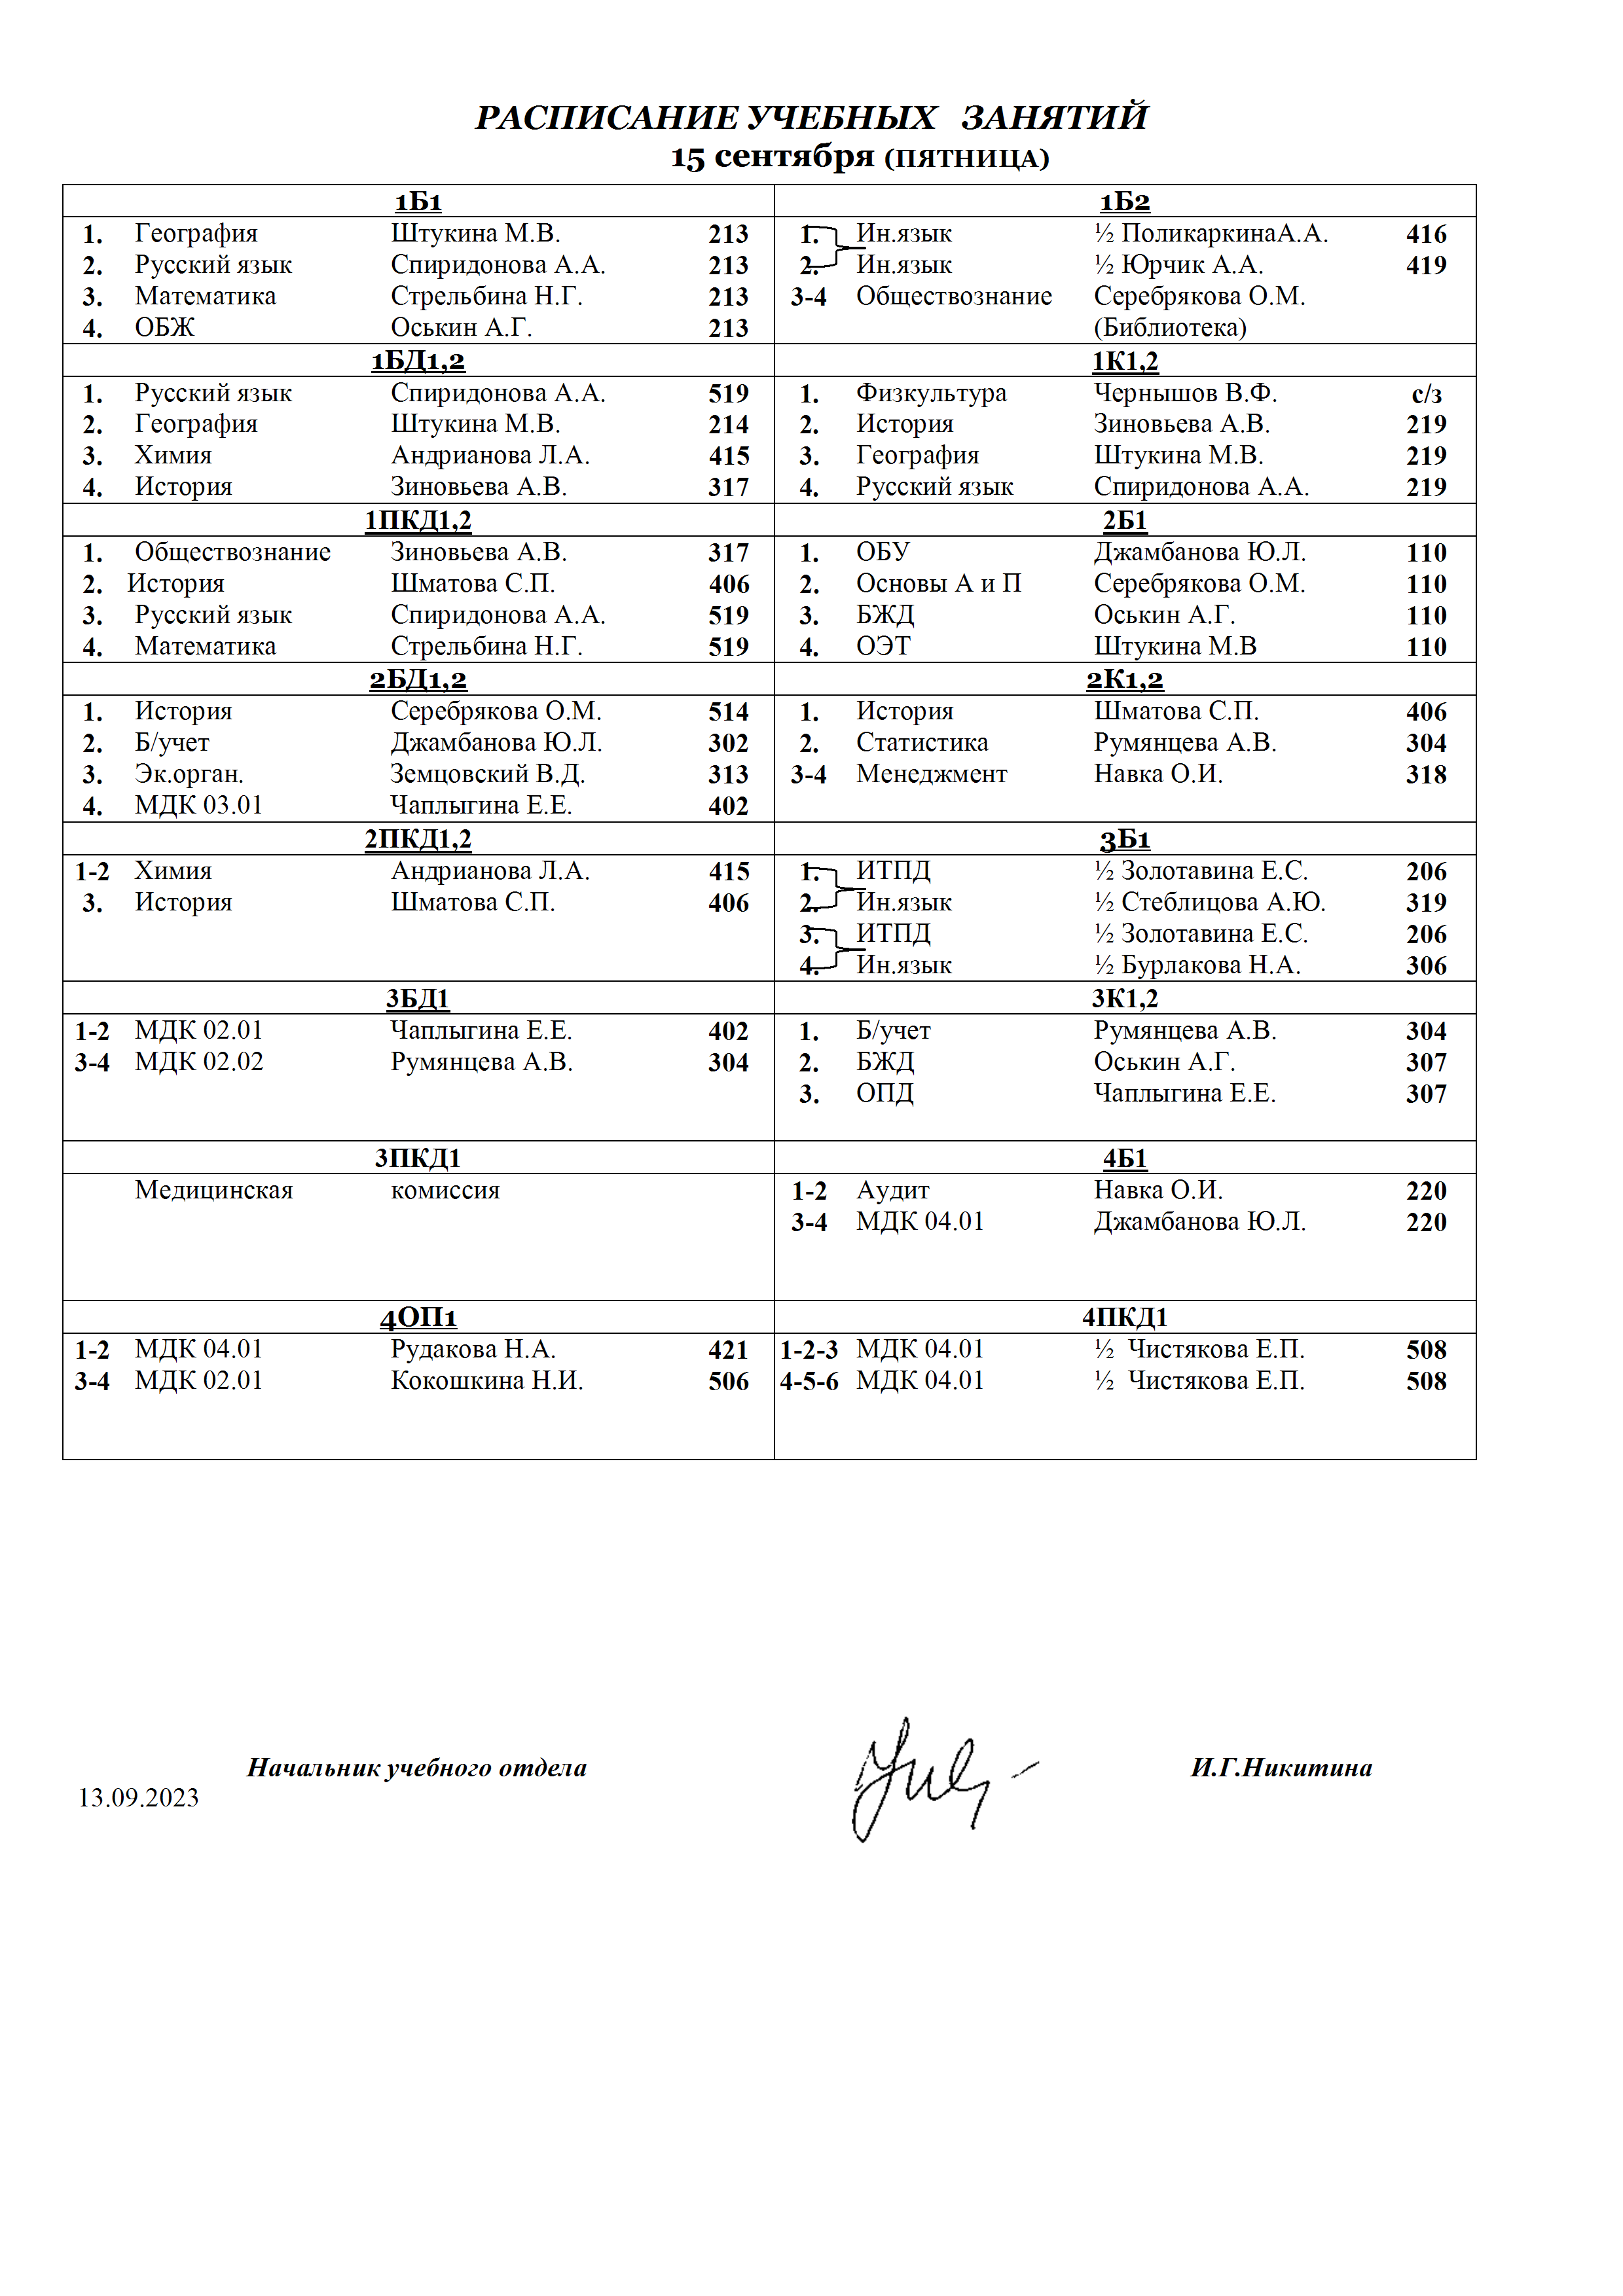 РАСПИСАНИЕ УЧЕБНЫХ ЗАНЯТИЙ
15 сентября (ПЯТНИЦА)
1Б1
1. География Штукина М.В. 213
2. Русский язык Спиридонова А.А. 213
3. Математика Стрельбина Н.Г. 213
4. ОБЖ Оськин А.Г. 213
1Б2
1. Ин.язык ½ ПоликаркинаА.А. 416
2. Ин.язык ½ Юрчик А.А. 419
3-4 Обществознание Серебрякова О.М.
(Библиотека)
1БД1,2
1. Русский язык Спиридонова А.А. 519
2. География Штукина М.В. 214
3. Химия Андрианова Л.А. 415
4. История Зиновьева А.В. 317
1К1,2
1. Физкультура Чернышов В.Ф. с/з
2. История Зиновьева А.В. 219
3. География Штукина М.В. 219
4. Русский язык Спиридонова А.А. 219
1ПКД1,2
1. Обществознание Зиновьева А.В. 317
2. История Шматова С.П. 406
3. Русский язык Спиридонова А.А. 519
4. Математика Стрельбина Н.Г. 519
2Б1
1. ОБУ Джамбанова Ю.Л. 110
2. Основы А и П Серебрякова О.М. 110
3. БЖД Оськин А.Г. 110
4. ОЭТ Штукина М.В 110
2БД1,2
1. История Серебрякова О.М. 514
2. Б/учет Джамбанова Ю.Л. 302
3. Эк.орган. Земцовский В.Д. 313
4. МДК 03.01 Чаплыгина Е.Е. 402
2К1,2
1. История Шматова С.П. 406
2. Статистика Румянцева А.В. 304
3-4 Менеджмент Навка О.И. 318
2ПКД1,2
1-2 Химия Андрианова Л.А. 415
3. История Шматова С.П. 406
3Б1
1. ИТПД ½ Золотавина Е.С. 206
2. Ин.язык ½ Стеблицова А.Ю. 319
3. ИТПД ½ Золотавина Е.С. 206
4. Ин.язык ½ Бурлакова Н.А. 306
3БД1
1-2 МДК 02.01 Чаплыгина Е.Е. 402
3-4 МДК 02.02 Румянцева А.В. 304
3К1,2
1. Б/учет Румянцева А.В. 304
2. БЖД Оськин А.Г. 307
3. ОПД Чаплыгина Е.Е. 307
3ПКД1
Медицинская комиссия
4Б1
1-2 Аудит Навка О.И. 220
3-4 МДК 04.01 Джамбанова Ю.Л. 220
4ОП1
1-2 МДК 04.01 Рудакова Н.А. 421
3-4 МДК 02.01 Кокошкина Н.И. 506
4ПКД1
1-2-3 МДК 04.01 ½ Чистякова Е.П. 508
4-5-6 МДК 04.01 ½ Чистякова Е.П. 508
Начальник учебного отдела И.Г.Никитина
13.09.2023